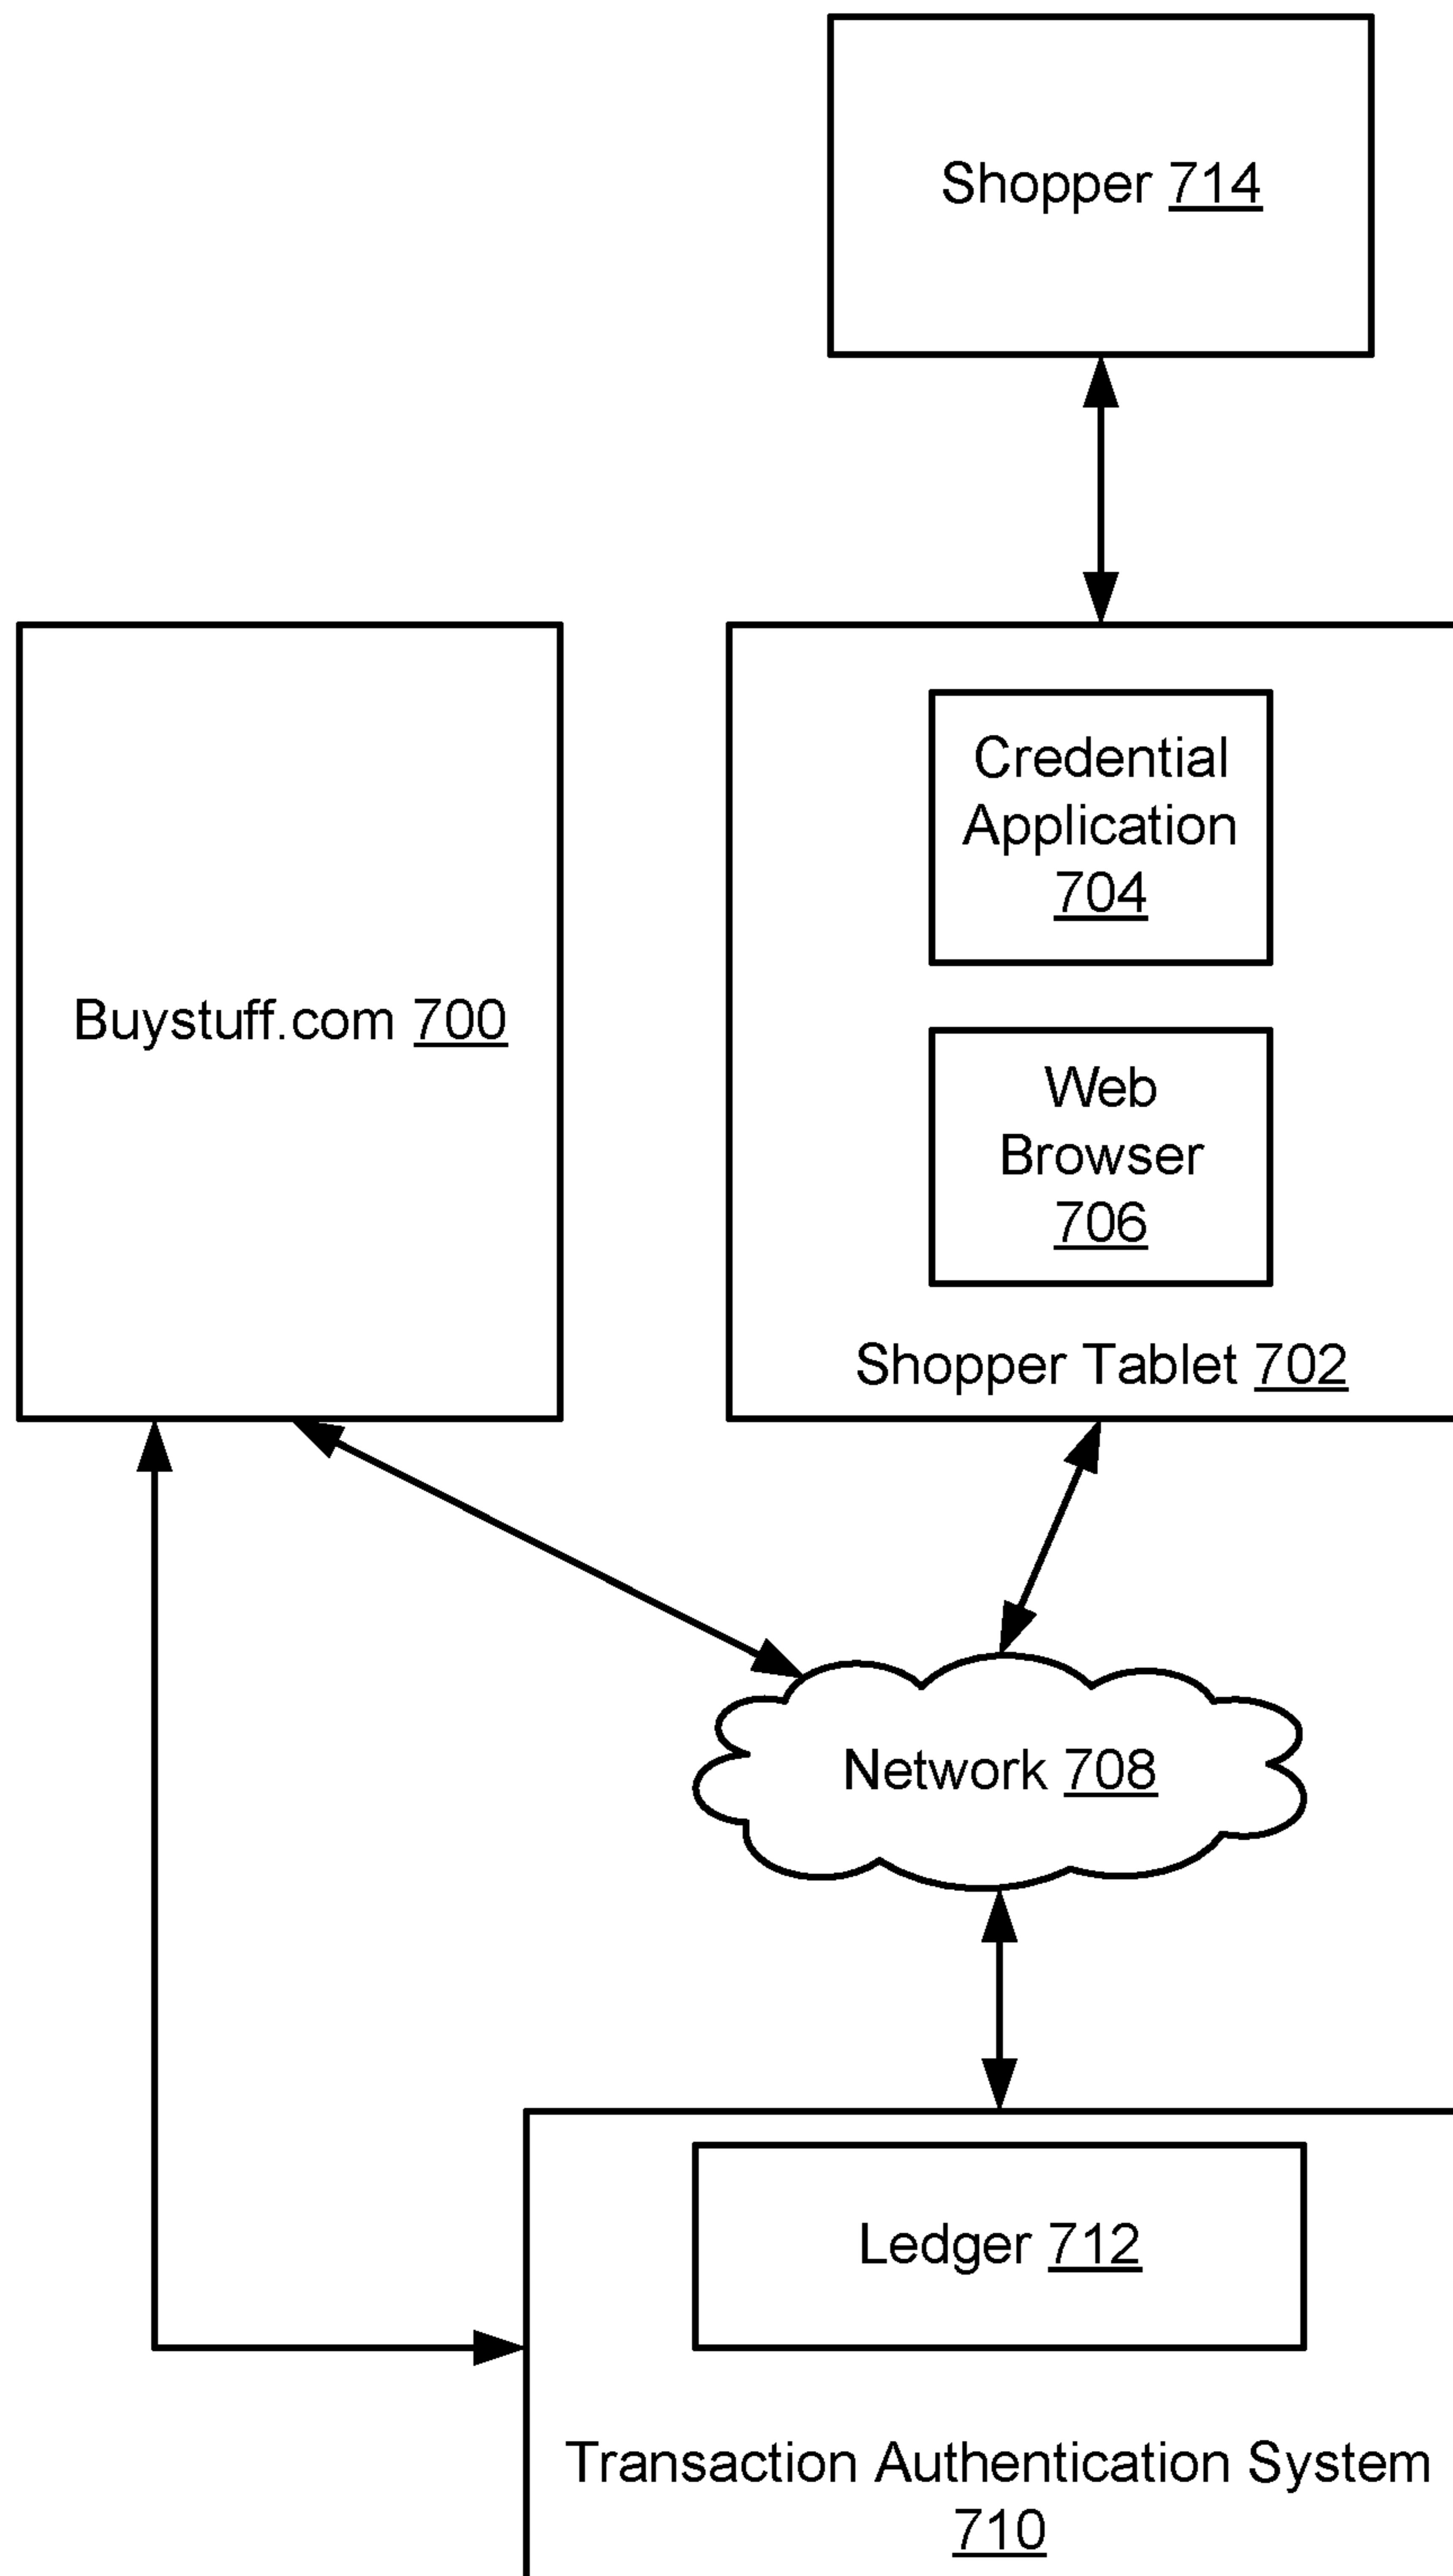 Shopper 714
Credential
Application
704
Buystuff.com 700
Web
Browser
706
Shopper Tablet 702
Network 708
Ledger 712
Transaction Authentication System
710